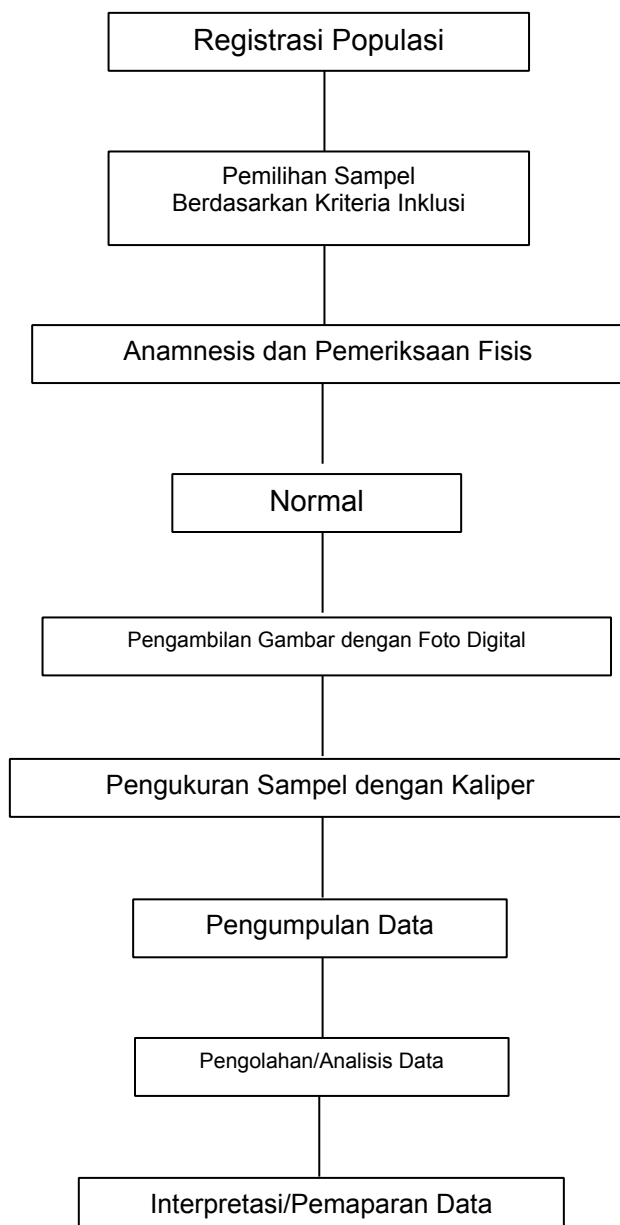 Registrasi Populasi
Pemilihan Sampel
Berdasarkan Kriteria Inklusi
Anamnesis dan Pemeriksaan Fisis
Normal
Pengambilan Gambar dengan Foto Digital
Pengukuran Sampel dengan Kaliper
Pengumpulan Data
Pengolahan/Analisis Data
Interpretasi/Pemaparan Data